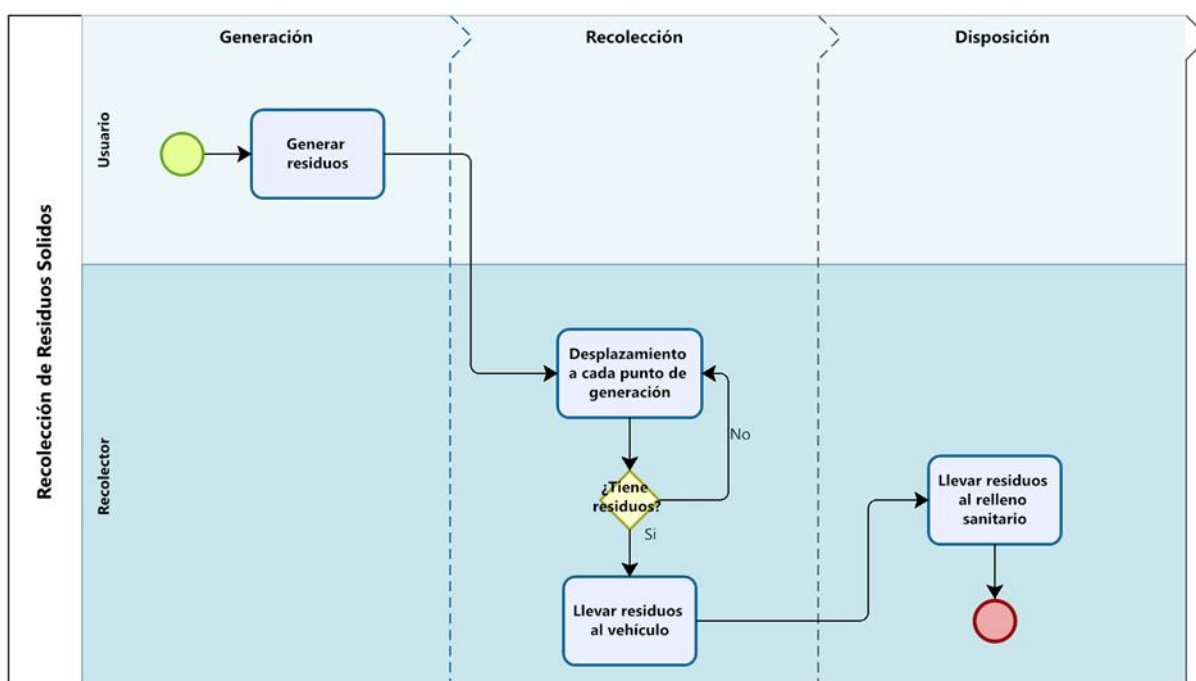 Recolección de Residuos Solidos
Generación
Recolección
Disposición
Usuario
Generar
residuos
Recolector
Desplazamiento
a cada punto de
generación
No
¿Tiene
residuos?
Si
Llevar residuos
al vehículo
Llevar residuos
al relleno
sanitario